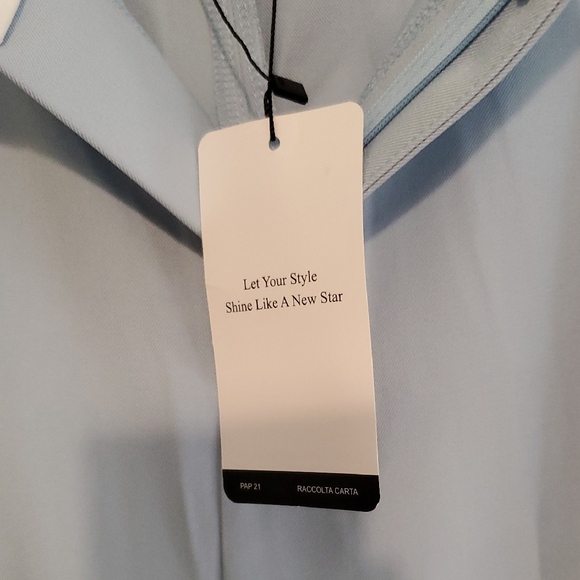 Let Your Style
Shine Like A New Star
PAP 21 RACCOLTA CARTA